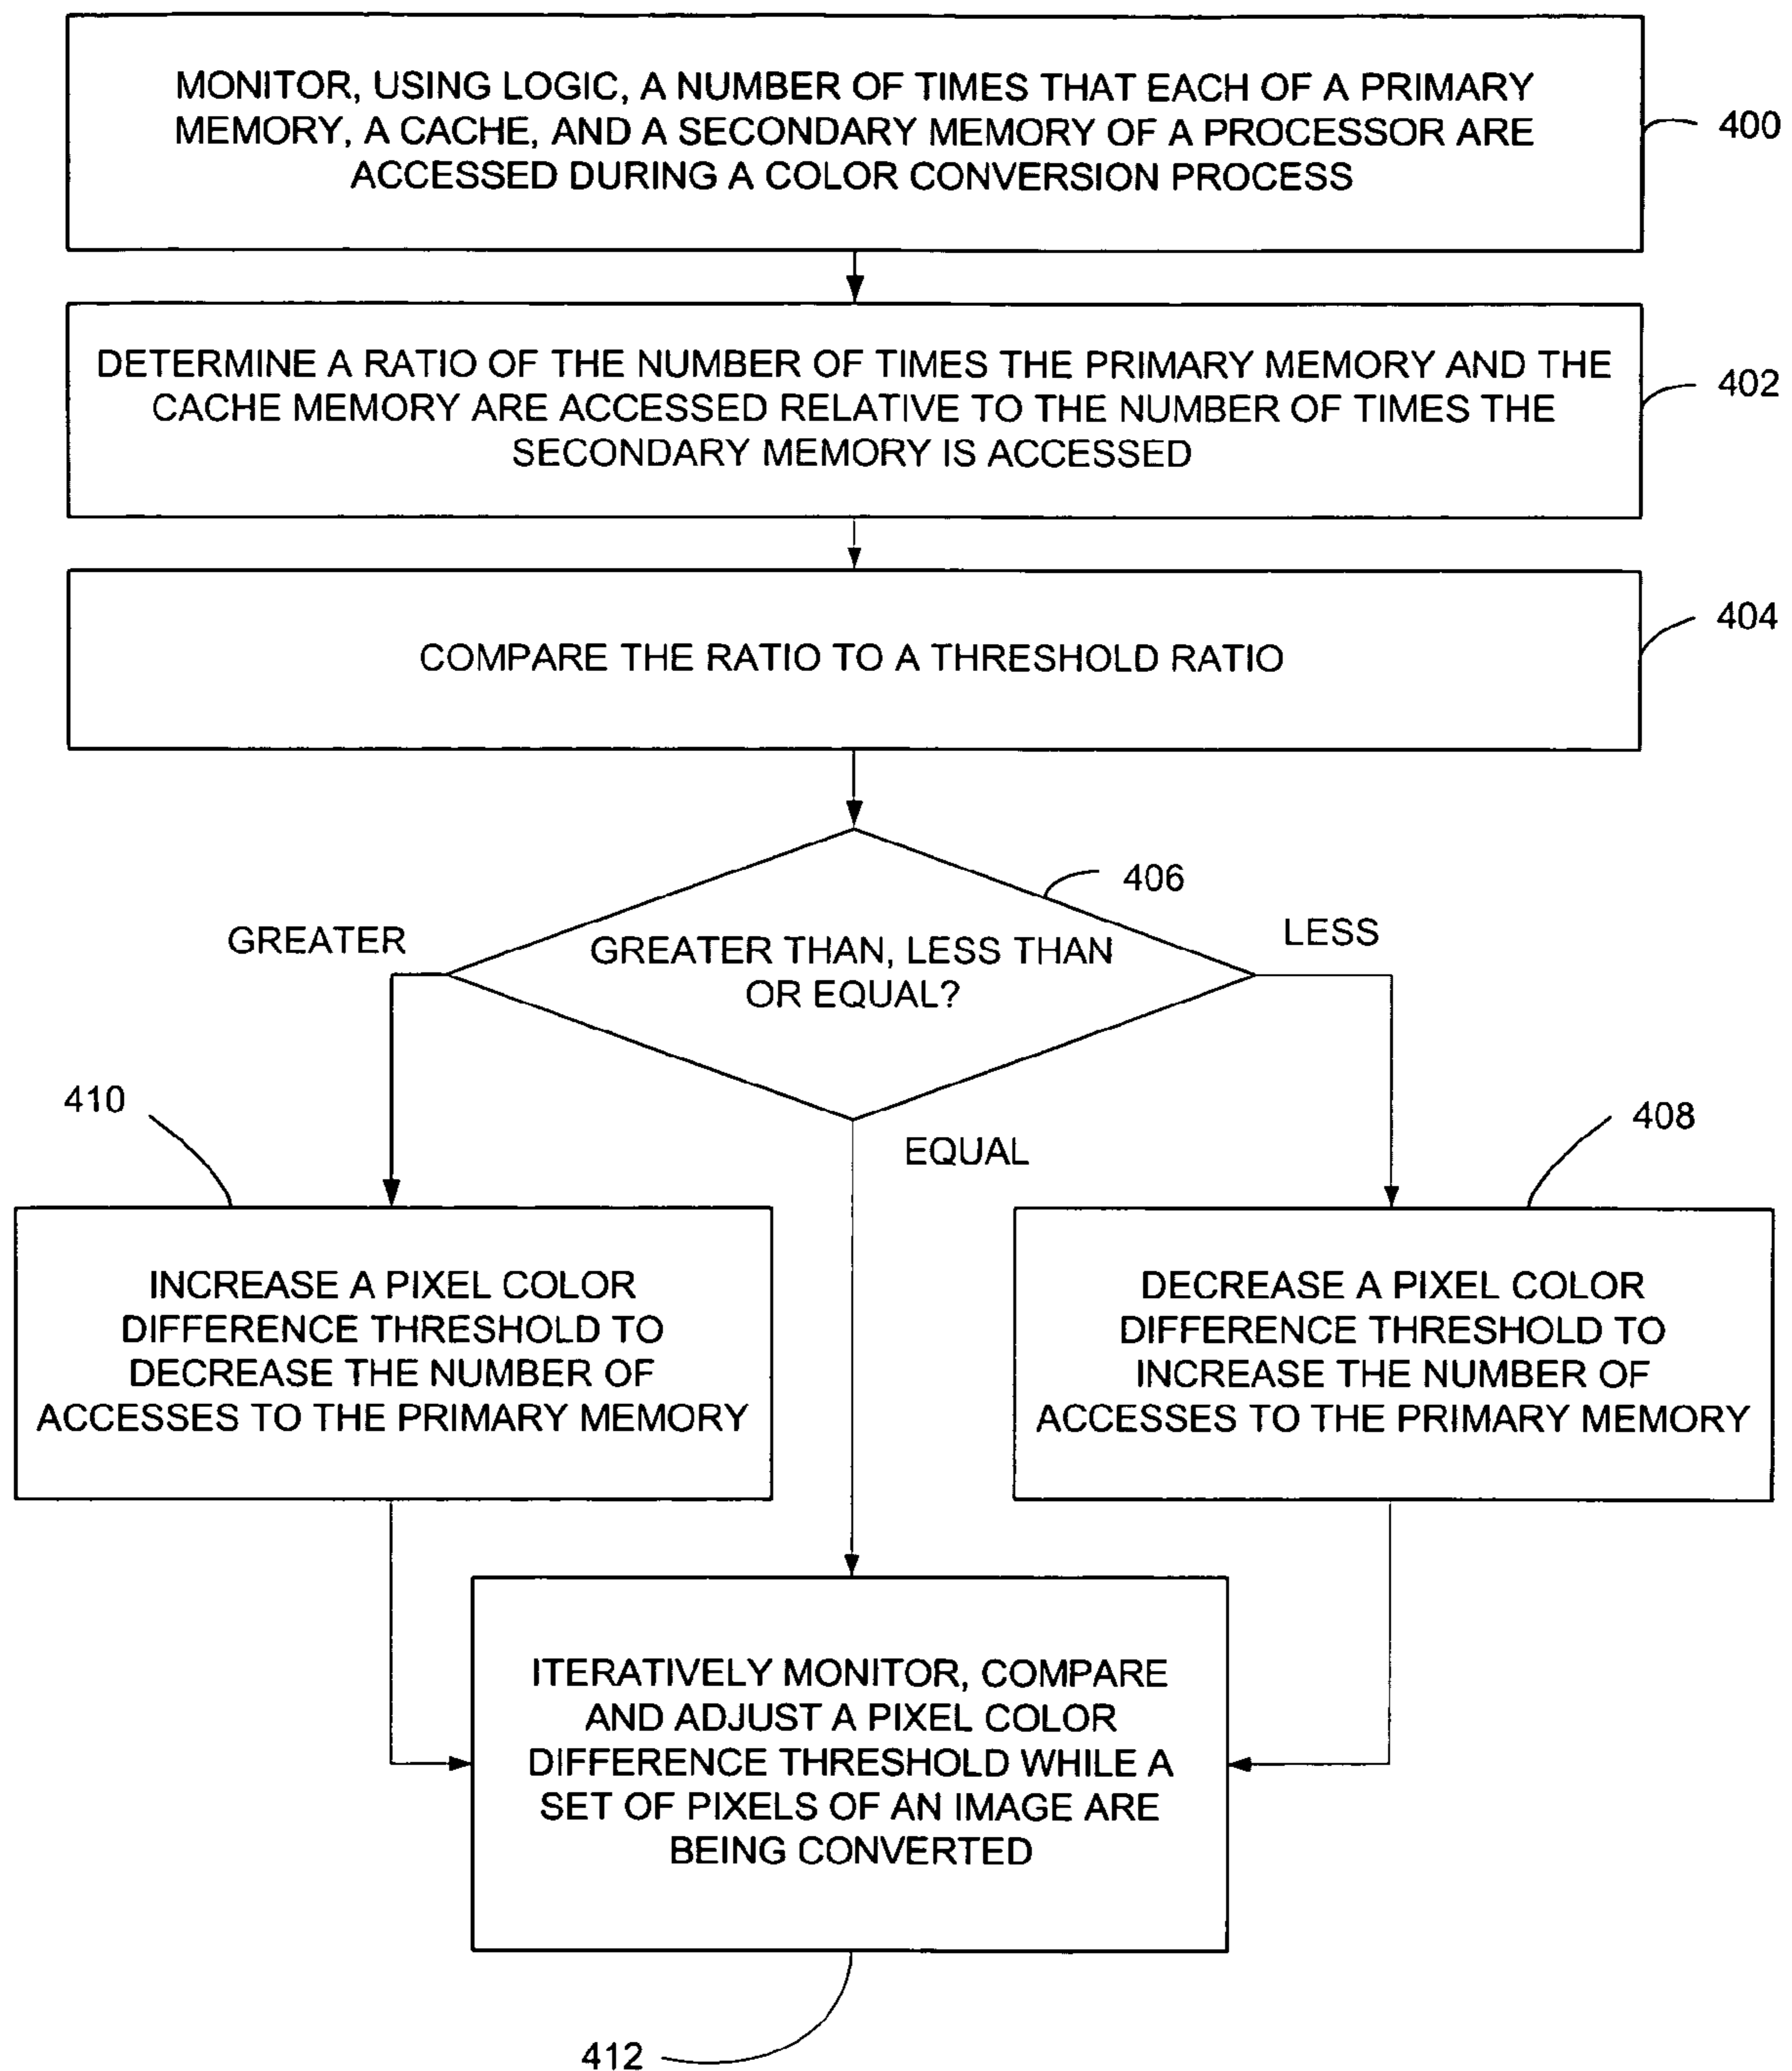 MONITOR, USING LOGIC, A NUMBER OF TIMES THAT EACH OF A PRIMARY
MEMORY, A CACHE, AND A SECONDARY MEMORY OF A PROCESSOR ARE
ACCESSED DURING A COLOR CONVERSION PROCESS
400
DETERMINE A RATIO OF THE NUMBER OF TIMES THE PRIMARY MEMORY AND THE
CACHE MEMORY ARE ACCESSED RELATIVE TO THE NUMBER OF TIMES THE
SECONDARY MEMORY IS ACCESSED
402
COMPARE THE RATIO TO A THRESHOLD RATIO
404
406
GREATER THAN, LESS THAN
OR EQUAL?
GREATER
LESS
EQUAL
410
INCREASE A PIXEL COLOR
DIFFERENCE THRESHOLD TO
DECREASE THE NUMBER OF
ACCESSES TO THE PRIMARY MEMORY
408
DECREASE A PIXEL COLOR
DIFFERENCE THRESHOLD TO
INCREASE THE NUMBER OF
ACCESSES TO THE PRIMARY MEMORY
ITERATIVELY MONITOR, COMPARE
AND ADJUST A PIXEL COLOR
DIFFERENCE THRESHOLD WHILE A
SET OF PIXELS OF AN IMAGE ARE
BEING CONVERTED
412